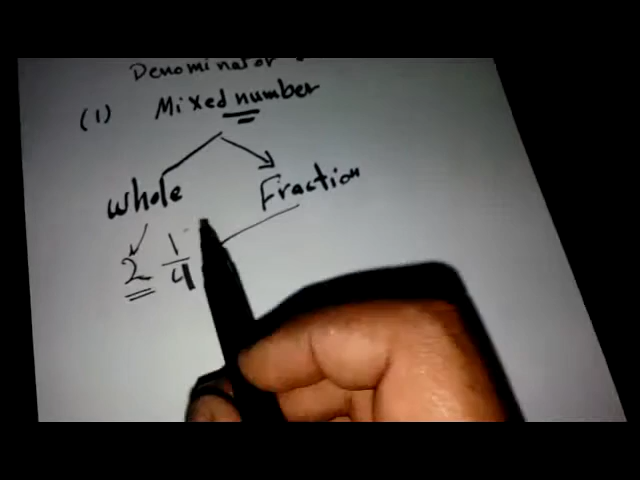 Denominator
(1) Mixed number
whole Fraction
2 1/4